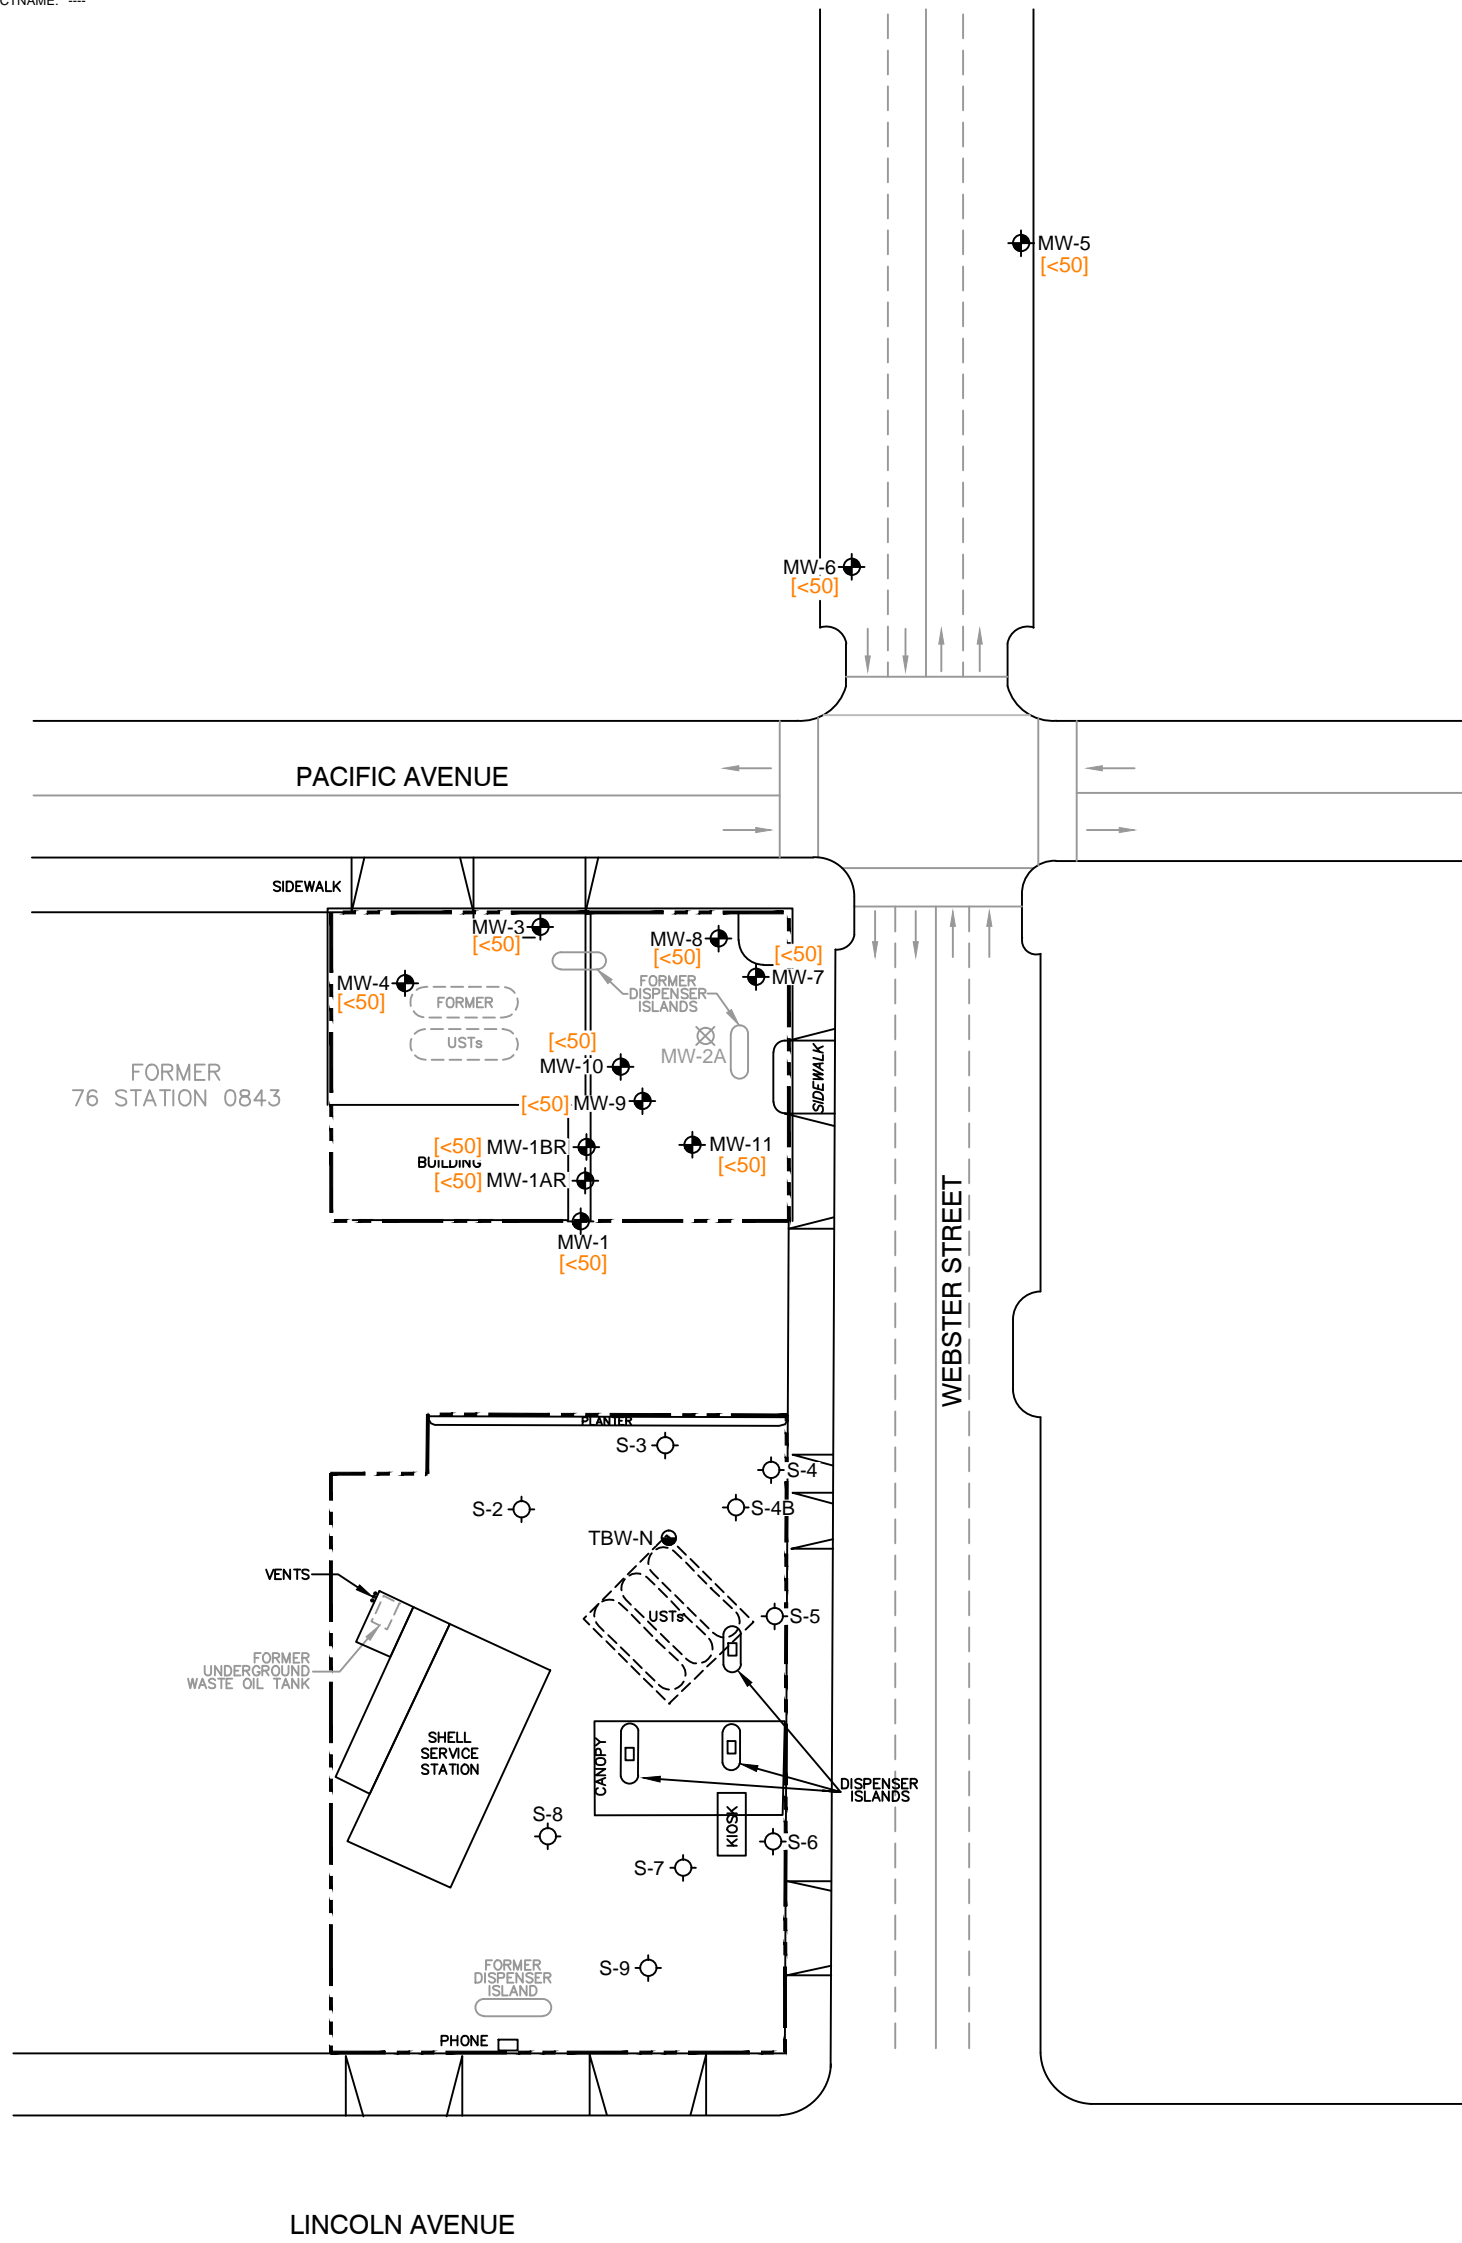 CTNAME: ----
MW-5
[<50]
MW-6
[<50]
PACIFIC AVENUE
SIDEWALK
MW-3
[<50]
MW-8
[<50]
[<50]
MW-7
MW-4
[<50]
FORMER
USTs
FORMER
DISPENSER
ISLANDS
MW-2A
[<50]
MW-10
[<50] MW-9
SIDEWALK
FORMER
76 STATION 0843
[<50] MW-1BR
BUILDING
[<50] MW-1AR
MW-11
[<50]
MW-1
[<50]
WEBSTER STREET
PLANTER
S-3
S-4
S-2
S-4B
TBW-N
VENTS
USTs
S-5
FORMER
UNDERGROUND
WASTE OIL TANK
SHELL
SERVICE
STATION
CANOPY
DISPENSER
ISLANDS
KIOSK
S-8
S-6
S-7
S-9
FORMER
DISPENSER
ISLAND
PHONE
LINCOLN AVENUE